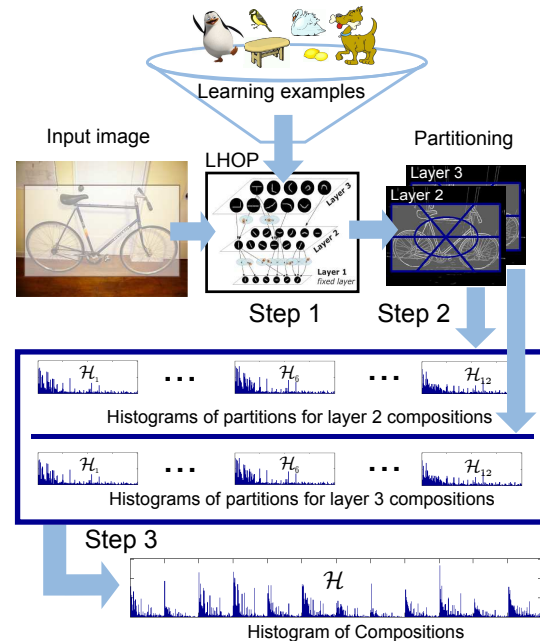 Learning examples
Input image
Partitioning
LHOP
Layer 3
Layer 2
Layer 3
Layer 2
Layer 1
fixed layer
Step 1
Step 2
H₁ ... H₆ ... H₁₂
Histograms of partitions for layer 2 compositions
H₁ ... H₆ ... H₁₂
Histograms of partitions for layer 3 compositions
Step 3
H
Histogram of Compositions